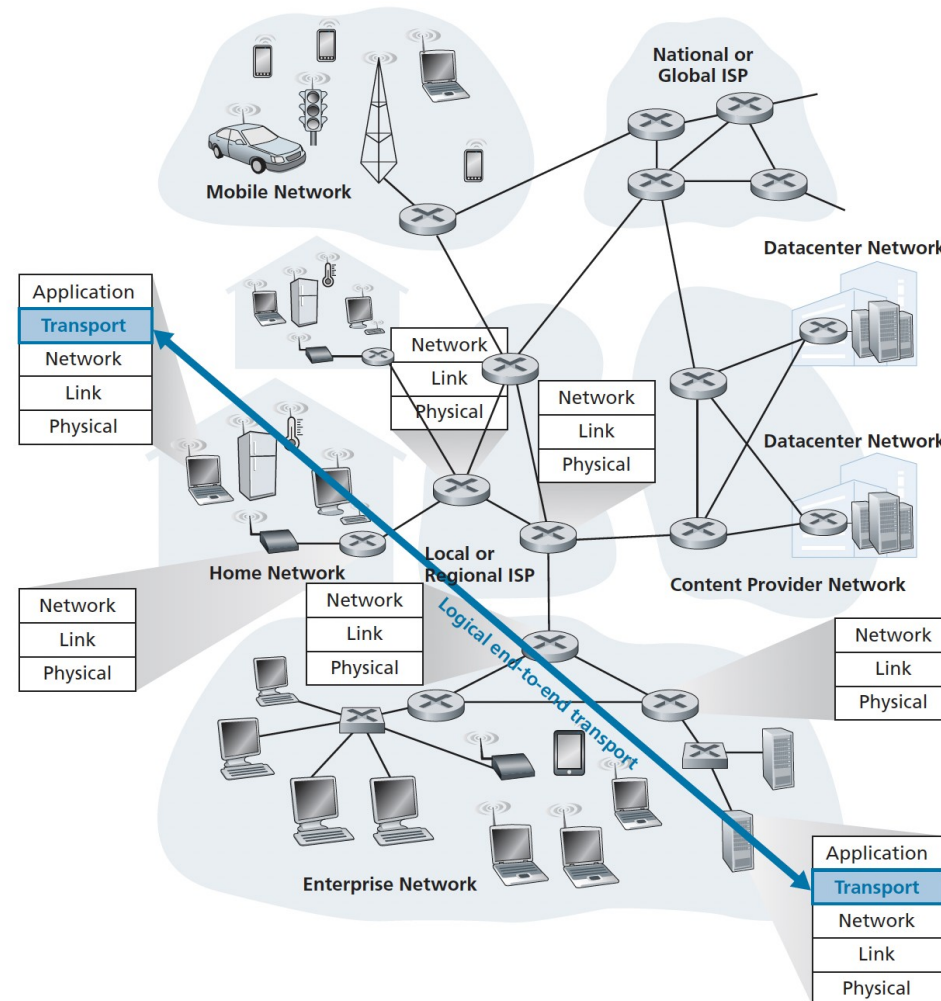 National or
Global ISP
Mobile Network
Datacenter Network
Application
Transport
Network
Link
Physical
Network
Link
Physical
Network
Link
Physical
Datacenter Network
Home Network
Local or
Regional ISP
Content Provider Network
Network
Link
Physical
Network
Link
Physical
Logical end-to-end transport
Network
Link
Physical
Enterprise Network
Application
Transport
Network
Link
Physical